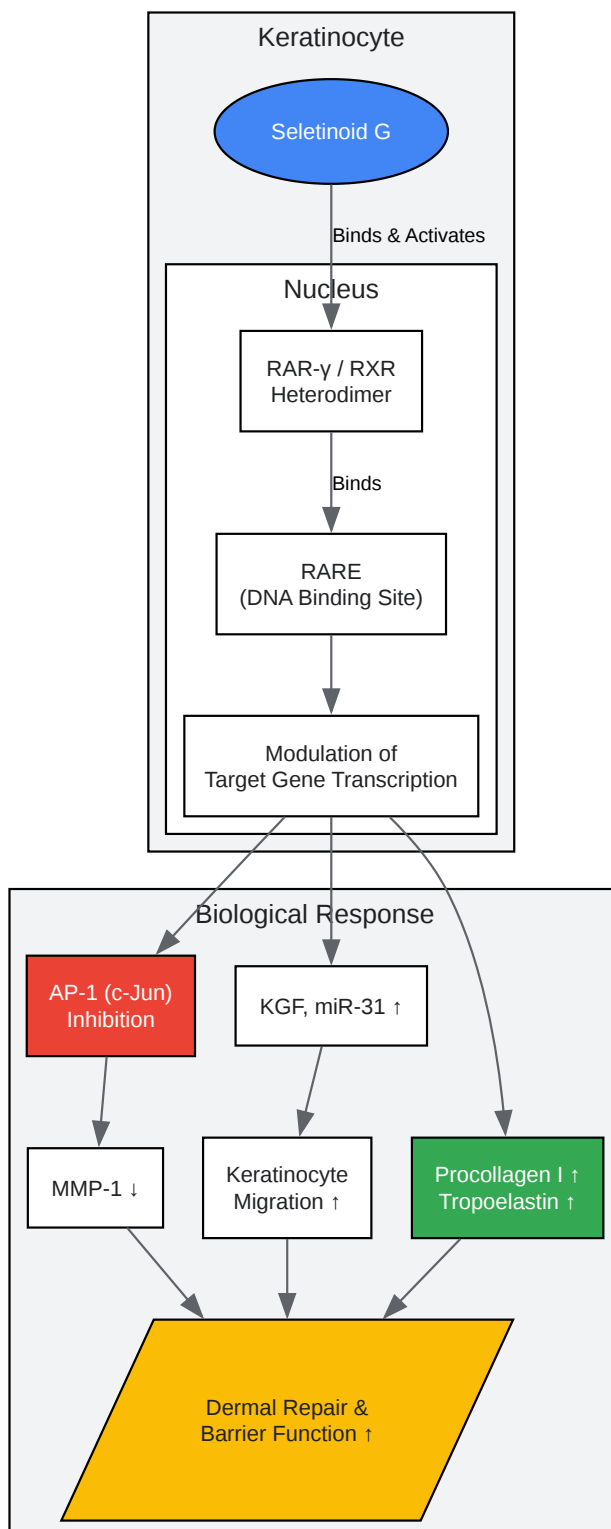 Keratinocyte
Seletinoid G
Binds & Activates
Nucleus
RAR-γ / RXR
Heterodimer
Binds
RARE
(DNA Binding Site)
Modulation of
Target Gene Transcription
Biological Response
AP-1 (c-Jun)
Inhibition
KGF, miR-31 ↑
MMP-1 ↓
Keratinocyte
Migration ↑
Procollagen I ↑
Tropoelastin ↑
Dermal Repair &
Barrier Function ↑